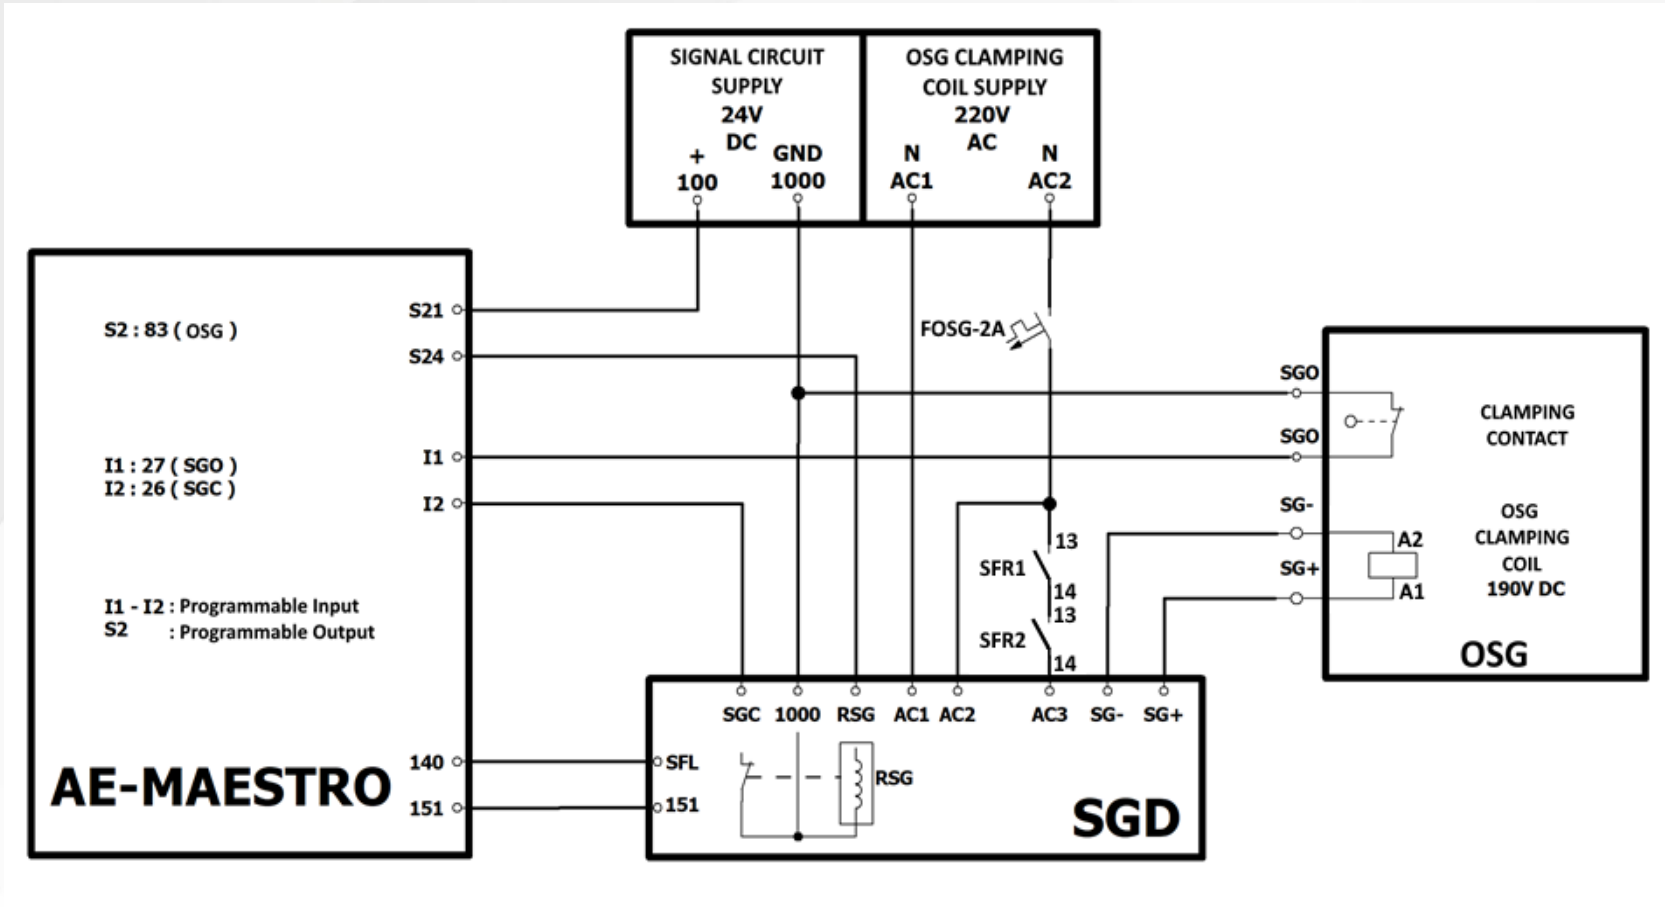 SIGNAL CIRCUIT
SUPPLY
24V
DC
+
100
GND
1000
OSG CLAMPING
COIL SUPPLY
220V
AC
N
AC1
N
AC2
S2 : 83 ( OSG )
S21
S24
I1 : 27 ( SGO )
I2 : 26 ( SGC )
I1
I2
I1 - I2 : Programmable Input
S2 : Programmable Output
AE-MAESTRO
140
151
FOSG-2A
13
SFR1
14
13
SFR2
14
SGO
SGO
SG-
SG+
CLAMPING
CONTACT
OSG
CLAMPING
COIL
190V DC
A2
A1
OSG
SGC 1000 RSG AC1 AC2 AC3 SG- SG+
SFL
151
RSG
SGD